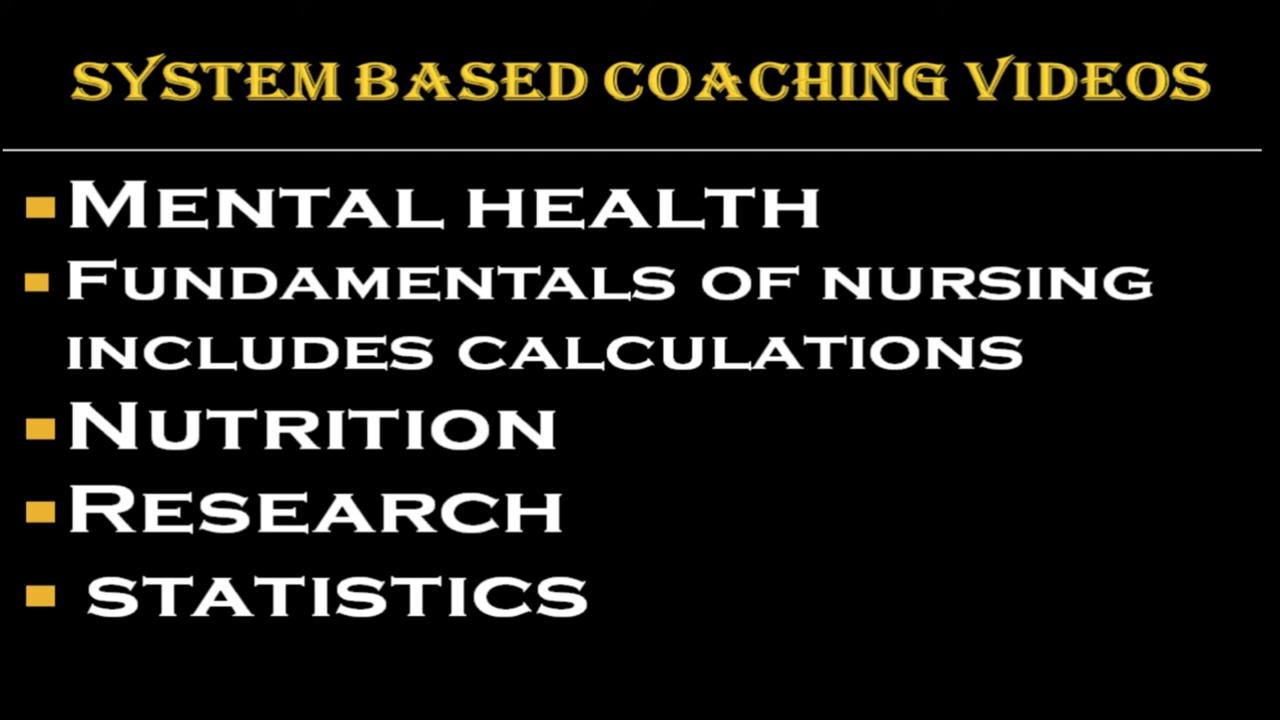 SYSTEM BASED COACHING VIDEOS
MENTAL HEALTH
FUNDAMENTALS OF NURSING
INCLUDES CALCULATIONS
NUTRITION
RESEARCH
STATISTICS